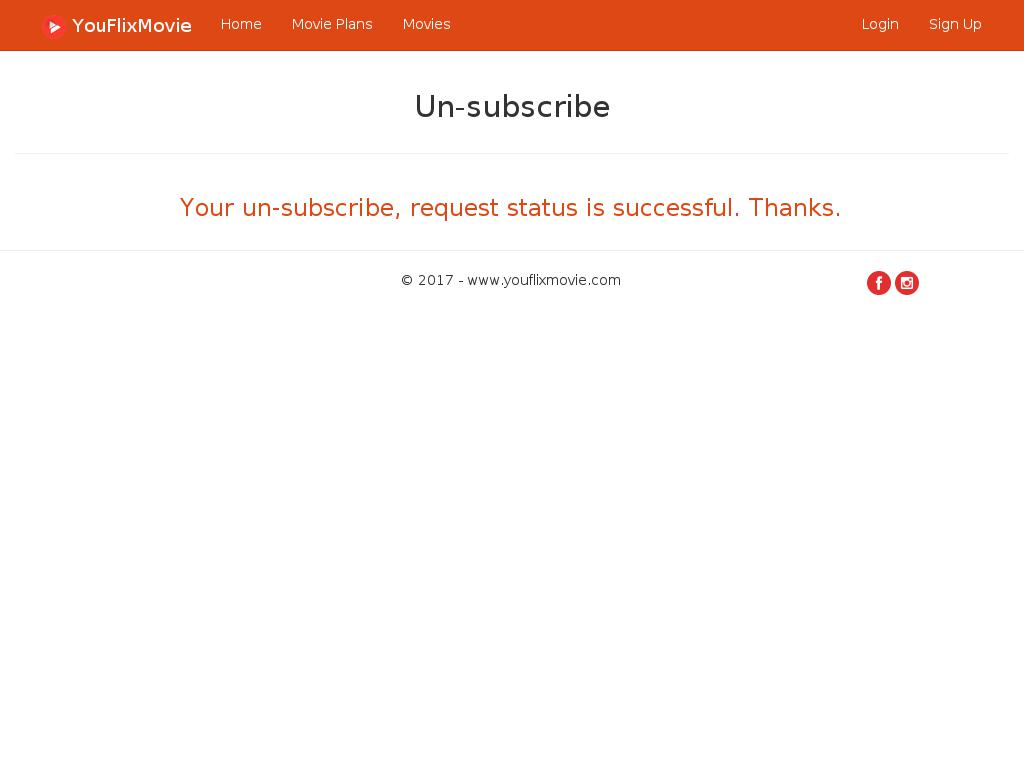 YouFlixMovie Home Movie Plans Movies Login Sign Up
Un-subscribe
Your un-subscribe, request status is successful. Thanks.
© 2017 - www.youflixmovie.com